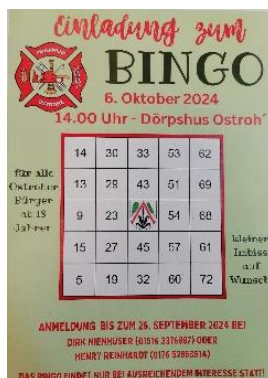 Einladung zum
BINGO
6. Oktober 2024
14.00 Uhr - Dörpshus Ostroh'
für alle
Ostroher
Bürger
ab 18
Jahren
14 30 33 53 62
13 29 43 51 69
9 23 54 68
15 27 45 57 61
5 19 32 60 72
kleiner
Imbiss
auf
Wunsch
ANMELDUNG BIS ZUM 26. SEPTEMBER 2024 BEI
DIRK NIENHÜSER (01516 3376897) ODER
HENRY REINHARDT (0176 52863614)
DAS BINGO FINDET NUR BEI AUSREICHENDEM INTERESSE STATT!